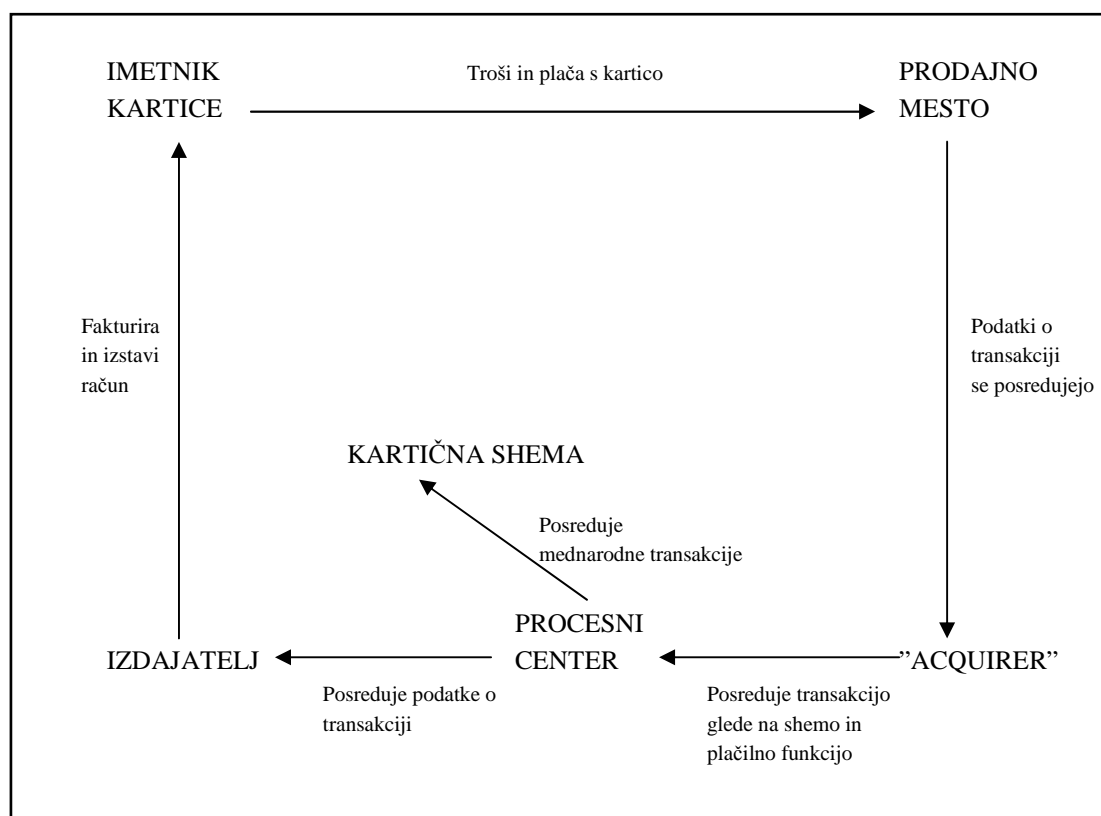 IMETNIK
KARTICE
Troši in plača s kartico
PRODAJNO
MESTO
Fakturira
in izstavi
račun
Podatki o
transakciji
se posredujejo
KARTIČNA SHEMA
Posreduje
mednarodne transakcije
PROCESNI
CENTER
IZDAJATELJ
”ACQUIRER”
Posreduje podatke o
transakciji
Posreduje transakcijo
glede na shemo in
plačilno funkcijo